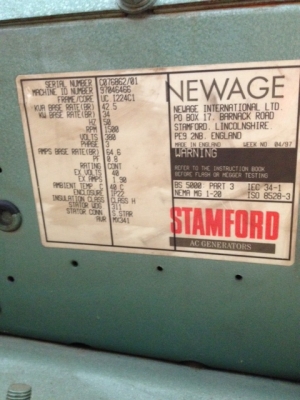 SERIAL NUMBER C076862/01
MACHINE ID NUMBER 97046466
FRAME/CORE UC 1224C1
KVA BASE RATE(BR) 42.5
KW BASE RATE(BR) 34
HZ 50
RPM 1500
VOLTS 380
PHASE 3
AMPS BASE RATE(BR) 64.6
PF 0.8
RATING CONT
EX VOLTS 40
EX AMPS 1.90
AMBIENT TEMP. C 40 C
ENCLOSURE IP22
INSULATION CLASS CLASS H
STATOR WDG 311
STATOR CONN S STAR
AVR MX341
NEWAGE
NEWAGE INTERNATIONAL LTD.
PO BOX 17. BARNACK ROAD
STAMFORD. LINCOLNSHIRE.
PE9 2NB. ENGLAND
MADE IN ENGLAND WEEK NO 04/97
WARNING
REFER TO THE INSTRUCTION BOOK
BEFORE FLASH OR MEGGER TESTING
BS 5000 PART 3 IEC 34-1
NEMA MG 1-20 ISO 8528-3
STAMFORD
AC GENERATORS